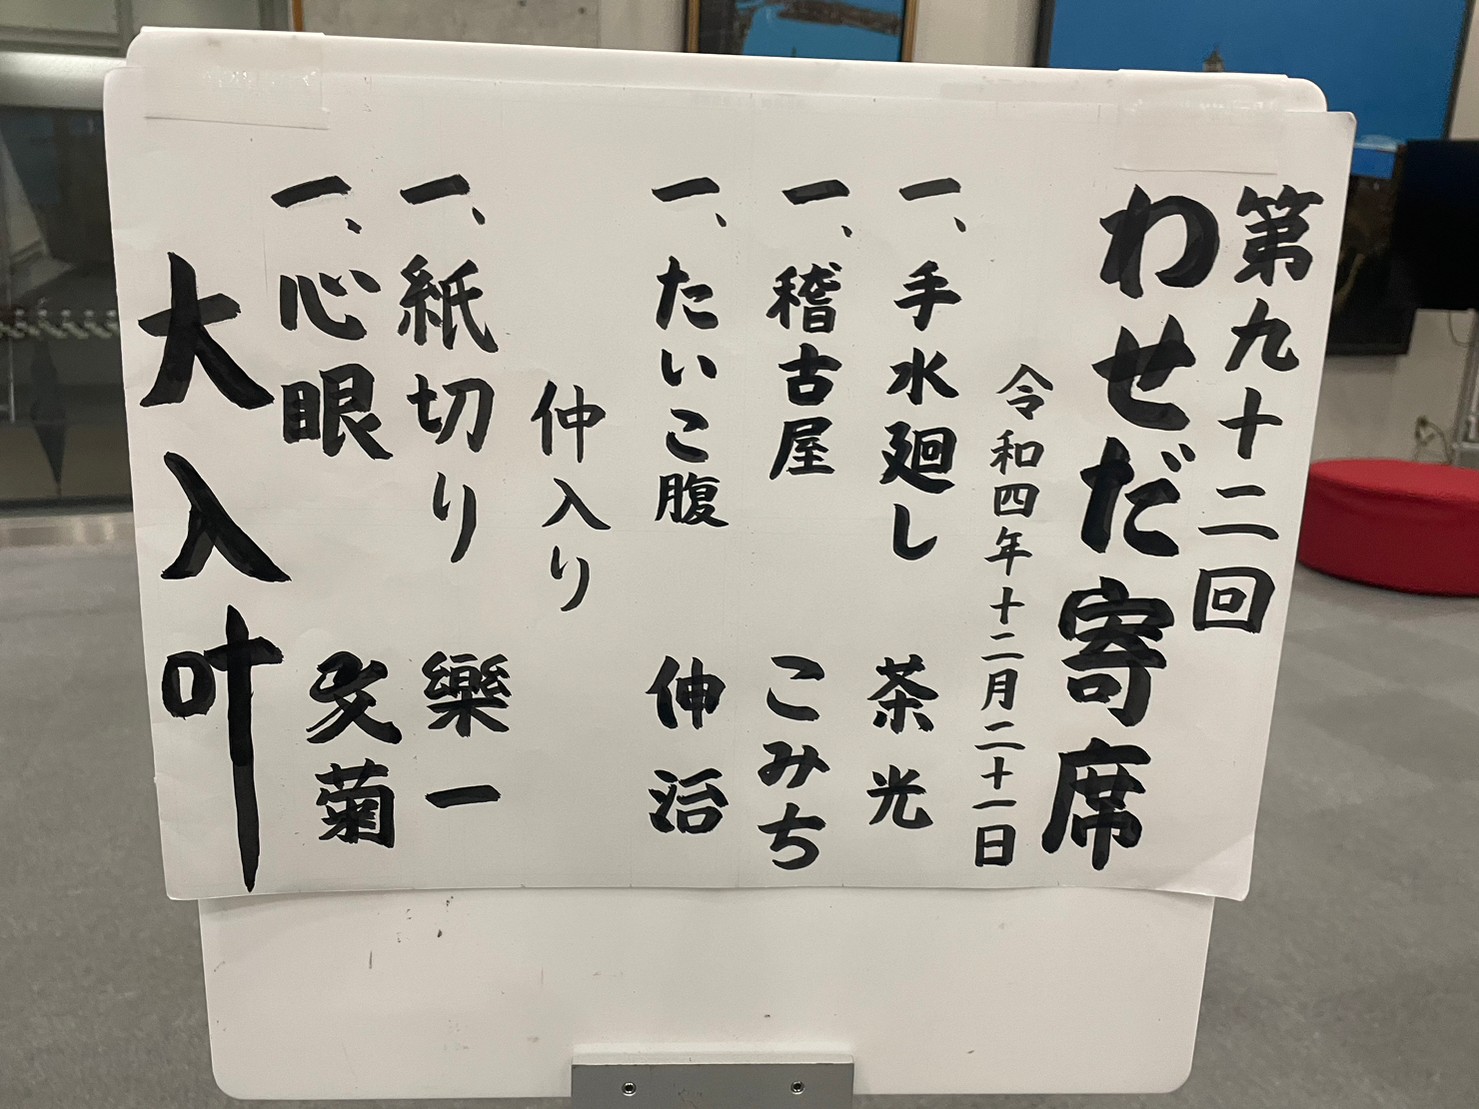 第九十二回
わせだ寄席
令和四年十二月二十一日
一、手水廻し 茶光
一、稽古屋 こみち
一、たいこ腹 伸治
仲入り
一、紙切り 樂一
一、心眼 文菊
大入叶